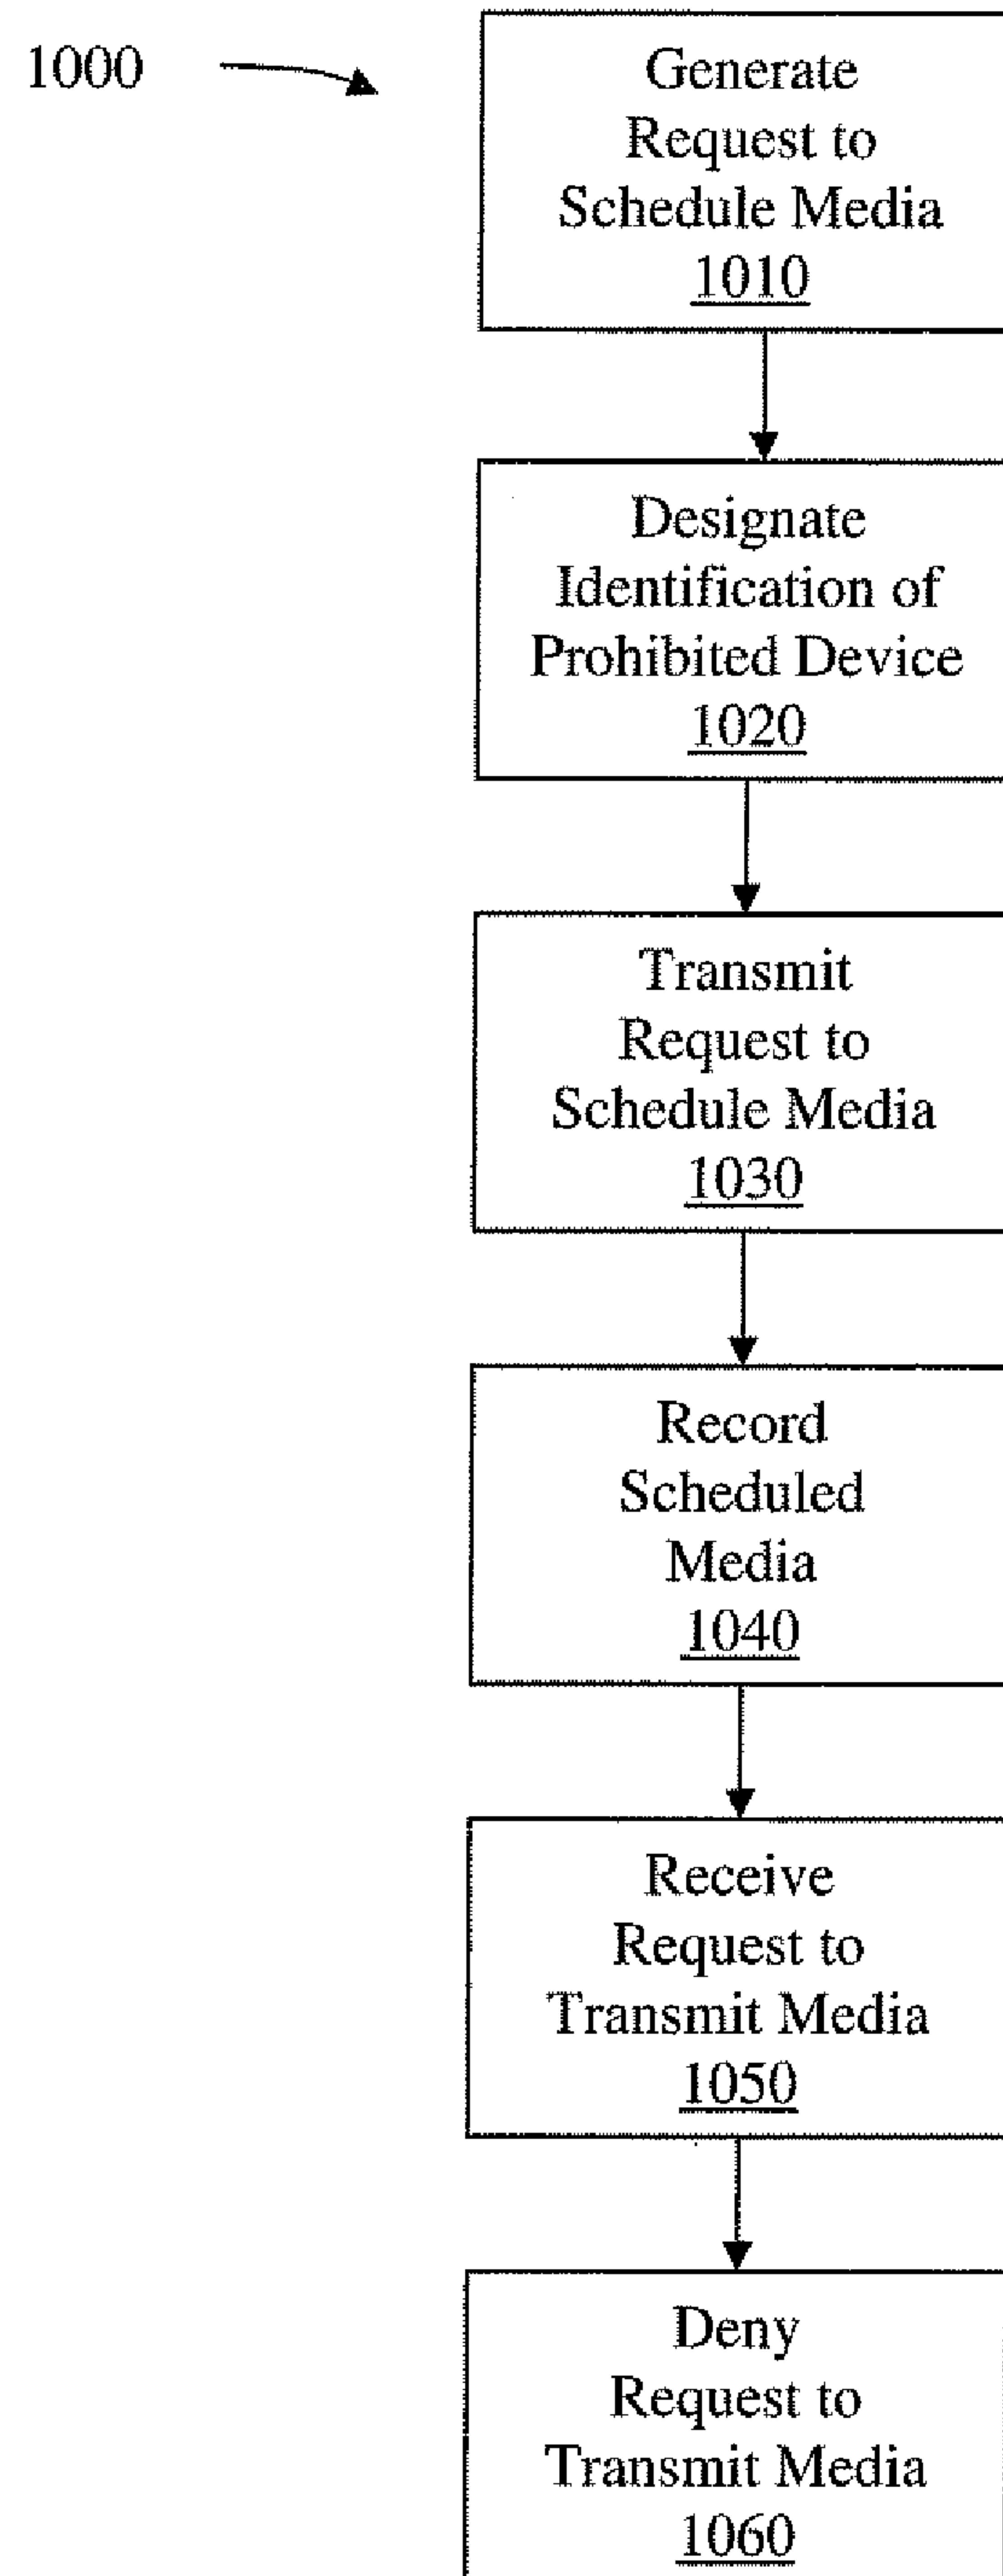 1000
Generate
Request to
Schedule Media
1010
Designate
Identification of
Prohibited Device
1020
Transmit
Request to
Schedule Media
1030
Record
Scheduled
Media
1040
Receive
Request to
Transmit Media
1050
Deny
Request to
Transmit Media
1060